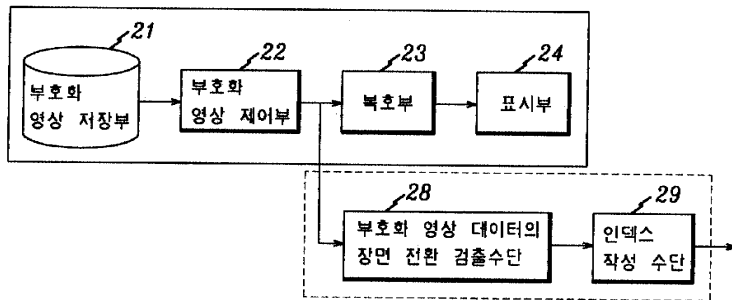 21
22
23
24
부호화
영상 저장부
부호화
영상 제어부
복호부
표시부
28
29
부호화 영상 데이터의
장면 전환 검출수단
인덱스
작성 수단